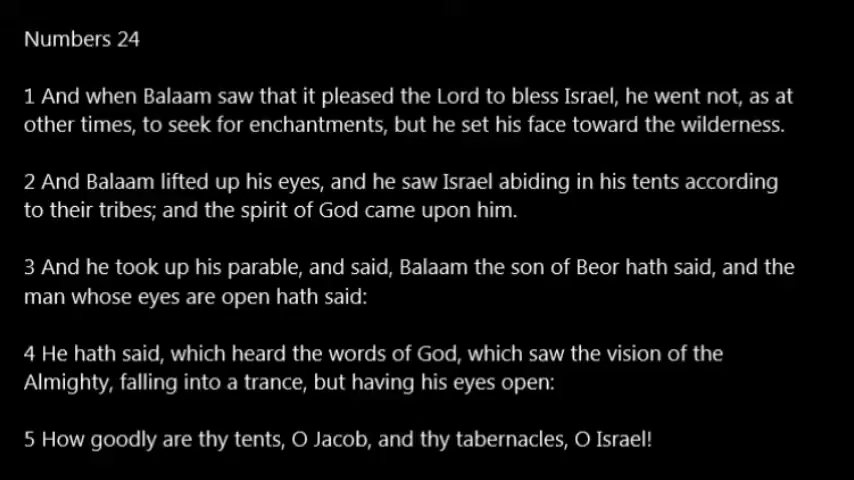 Numbers 24
1 And when Balaam saw that it pleased the Lord to bless Israel, he went not, as at
other times, to seek for enchantments, but he set his face toward the wilderness.
2 And Balaam lifted up his eyes, and he saw Israel abiding in his tents according
to their tribes; and the spirit of God came upon him.
3 And he took up his parable, and said, Balaam the son of Beor hath said, and the
man whose eyes are open hath said:
4 He hath said, which heard the words of God, which saw the vision of the
Almighty, falling into a trance, but having his eyes open:
5 How goodly are thy tents, O Jacob, and thy tabernacles, O Israel!